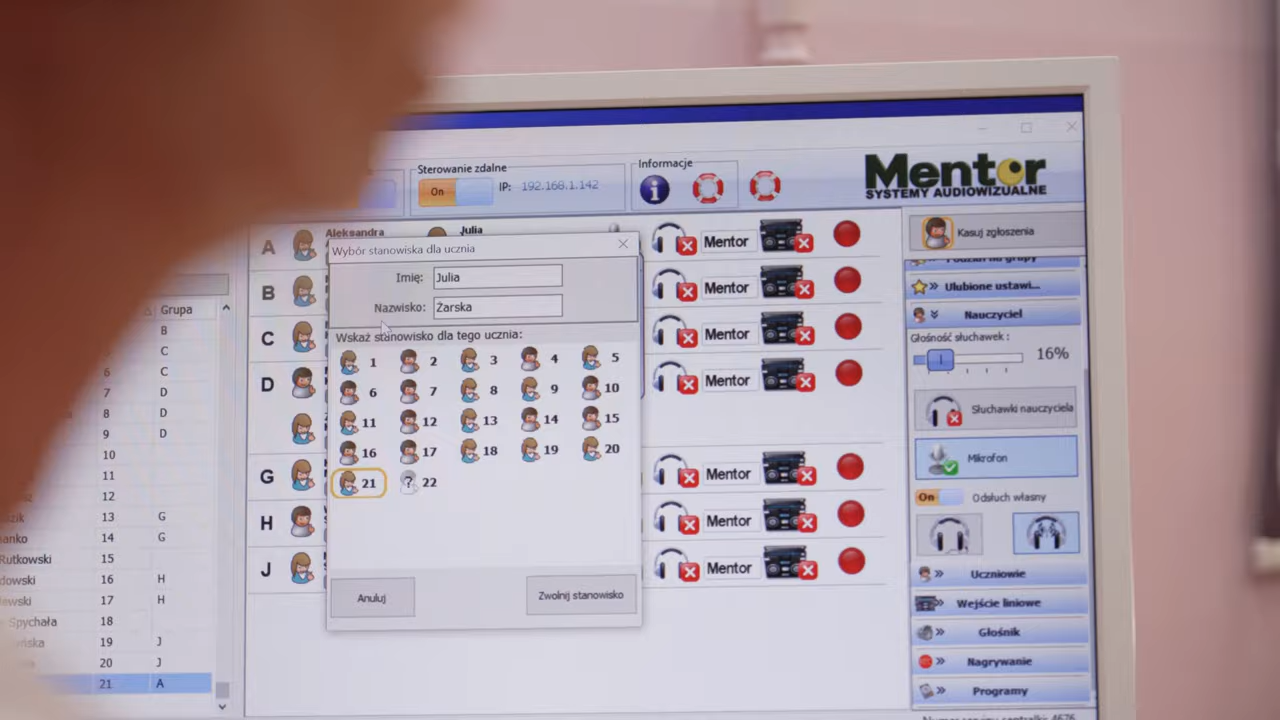 Sterowanie zdalne
On
IP: 192.168.1.142
Informacje
Mentor
SYSTEMY AUDIOWIZUALNE
Grupa
B
C
6 C
7 D
8 D
9 D
10
11
12
13 G
14 G
Rutkowski 15
16 H
17 H
Spychała 18
19 J
20 J
21 A
A Aleksandra Julia Mentor
B Mentor
C Mentor
D Mentor
G Mentor
H Mentor
J Mentor
Wybór stanowiska dla ucznia
Imię: Julia
Nazwisko: Żarska
Wskaż stanowisko dla tego ucznia:
1 2 3 4 5
6 7 8 9 10
11 12 13 14 15
16 17 18 19 20
21 ? 22
Anuluj
Zwolnij stanowisko
Kasuj zgłoszenia
Ulubione ustawi...
Nauczyciel
Głośność słuchawek :
16%
Słuchawki nauczyciela
Mikrofon
On Odsłuch własny
Uczniowie
Wejście liniowe
Głośnik
Nagrywanie
Programy